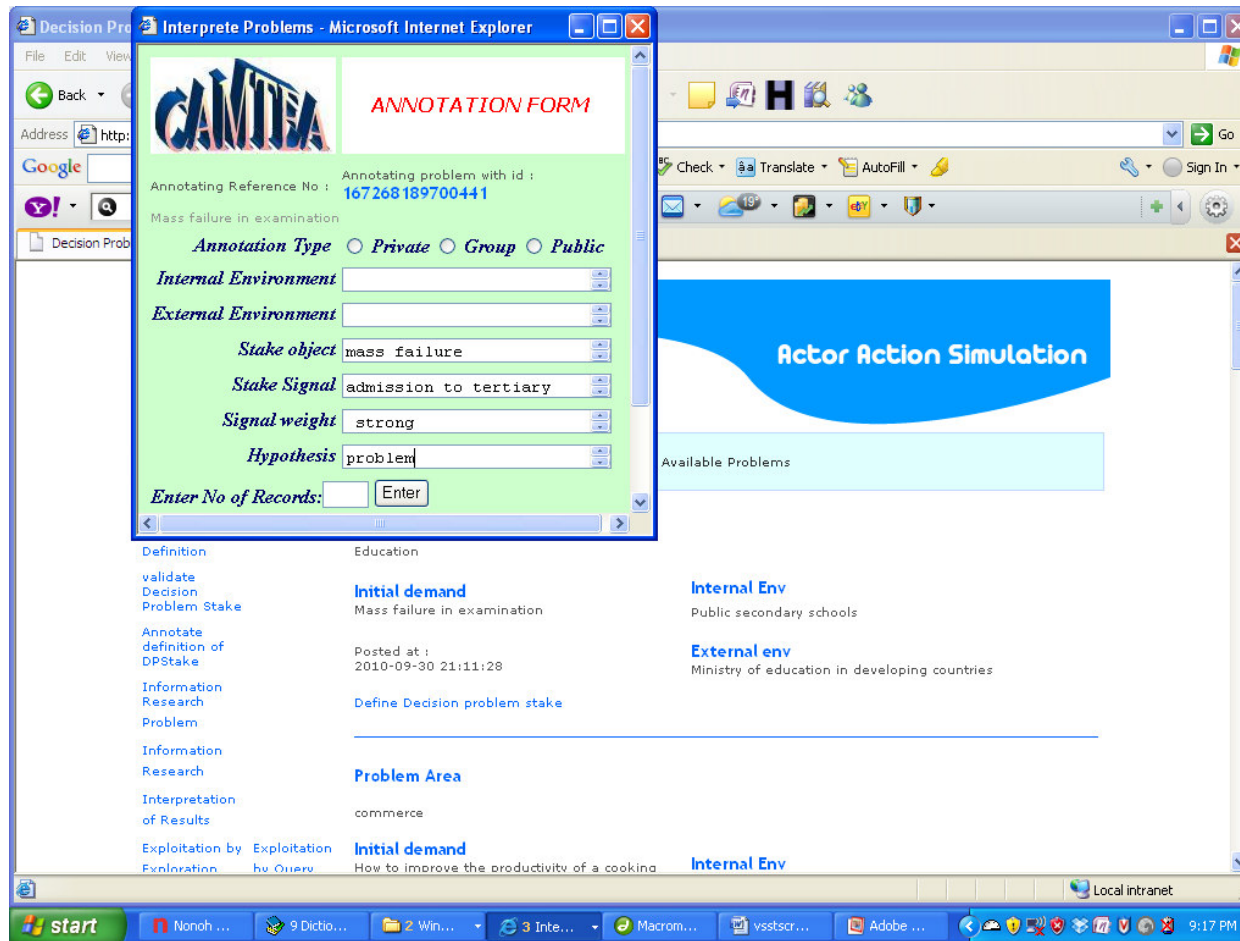 Decision Pro
Interprete Problems - Microsoft Internet Explorer
File Edit View
Back
CAMTEA
ANNOTATION FORM
Address http: Go
Google Check Translate AutoFill Sign In
Annotating Reference No :
Annotating problem with id :
167268189700441
Y! 19° eBY
Mass failure in examination
Decision Prob
Annotation Type Private Group Public
Internal Environment
External Environment
Stake object mass failure
Stake Signal admission to tertiary
Signal weight strong
Hypothesis problem
Enter No of Records: Enter
Actor Action Simulation
Available Problems
Definition
validate
Decision
Problem Stake
Annotate
definition of
DPStake
Information
Research
Problem
Information
Research
Interpretation
of Results
Exploitation by
Exploration
Exploitation
by Query
Education
Initial demand
Mass failure in examination
Internal Env
Public secondary schools
Posted at :
2010-09-30 21:11:28
External env
Ministry of education in developing countries
Define Decision problem stake
Problem Area
commerce
Initial demand
How to improve the productivity of a cooking
Internal Env
Local intranet
start Nonoh ... 9 Dictio... 2 Win... 3 Inte... Macrom... vsstscr... Adobe ... 9:17 PM